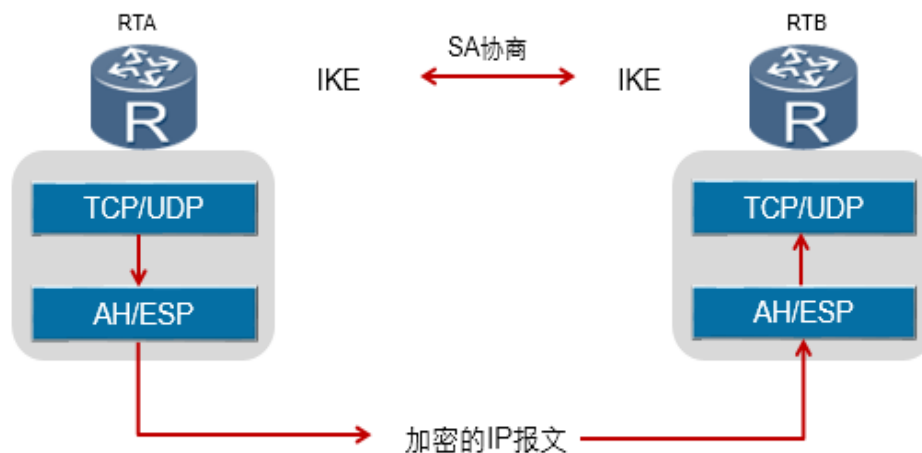 RTA
RTB
SA协商
IKE
IKE
R
R
TCP/UDP
TCP/UDP
AH/ESP
AH/ESP
加密的IP报文